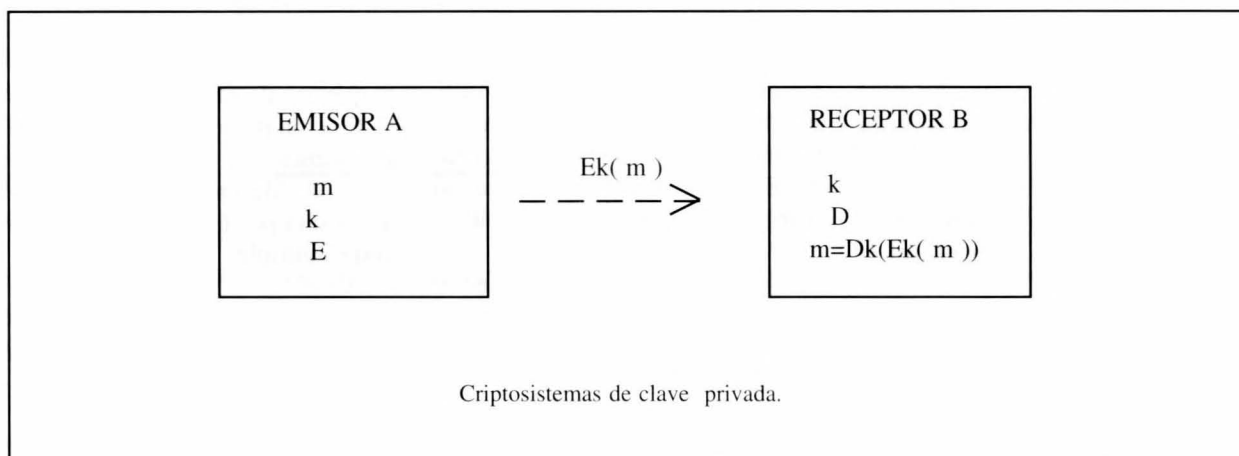 EMISOR A
m
k
E
Ek( m )
RECEPTOR B
k
D
m=Dk(Ek( m ))
Criptosistemas de clave privada.